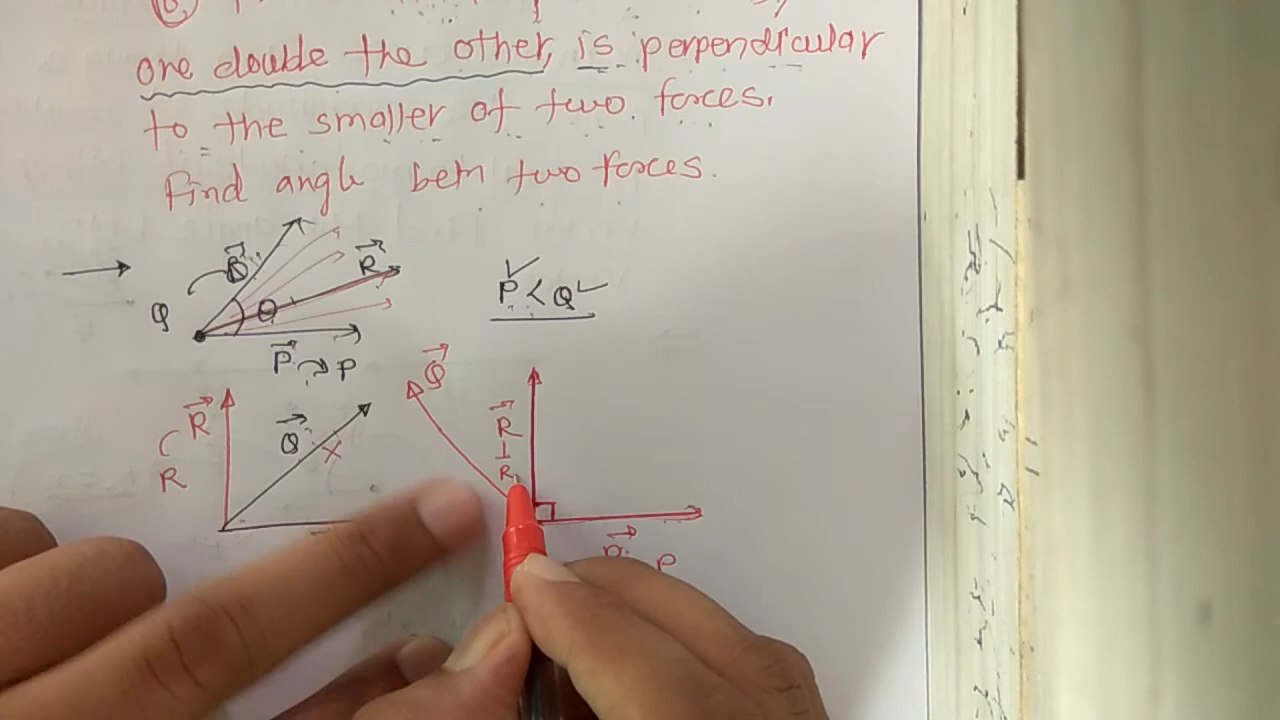 one double the other, is perpendicular
to the smaller of two forces.
Find angle betn two forces.
R
Q
θ
P < Q
P
P
Q
R
Q
R
R
R
P